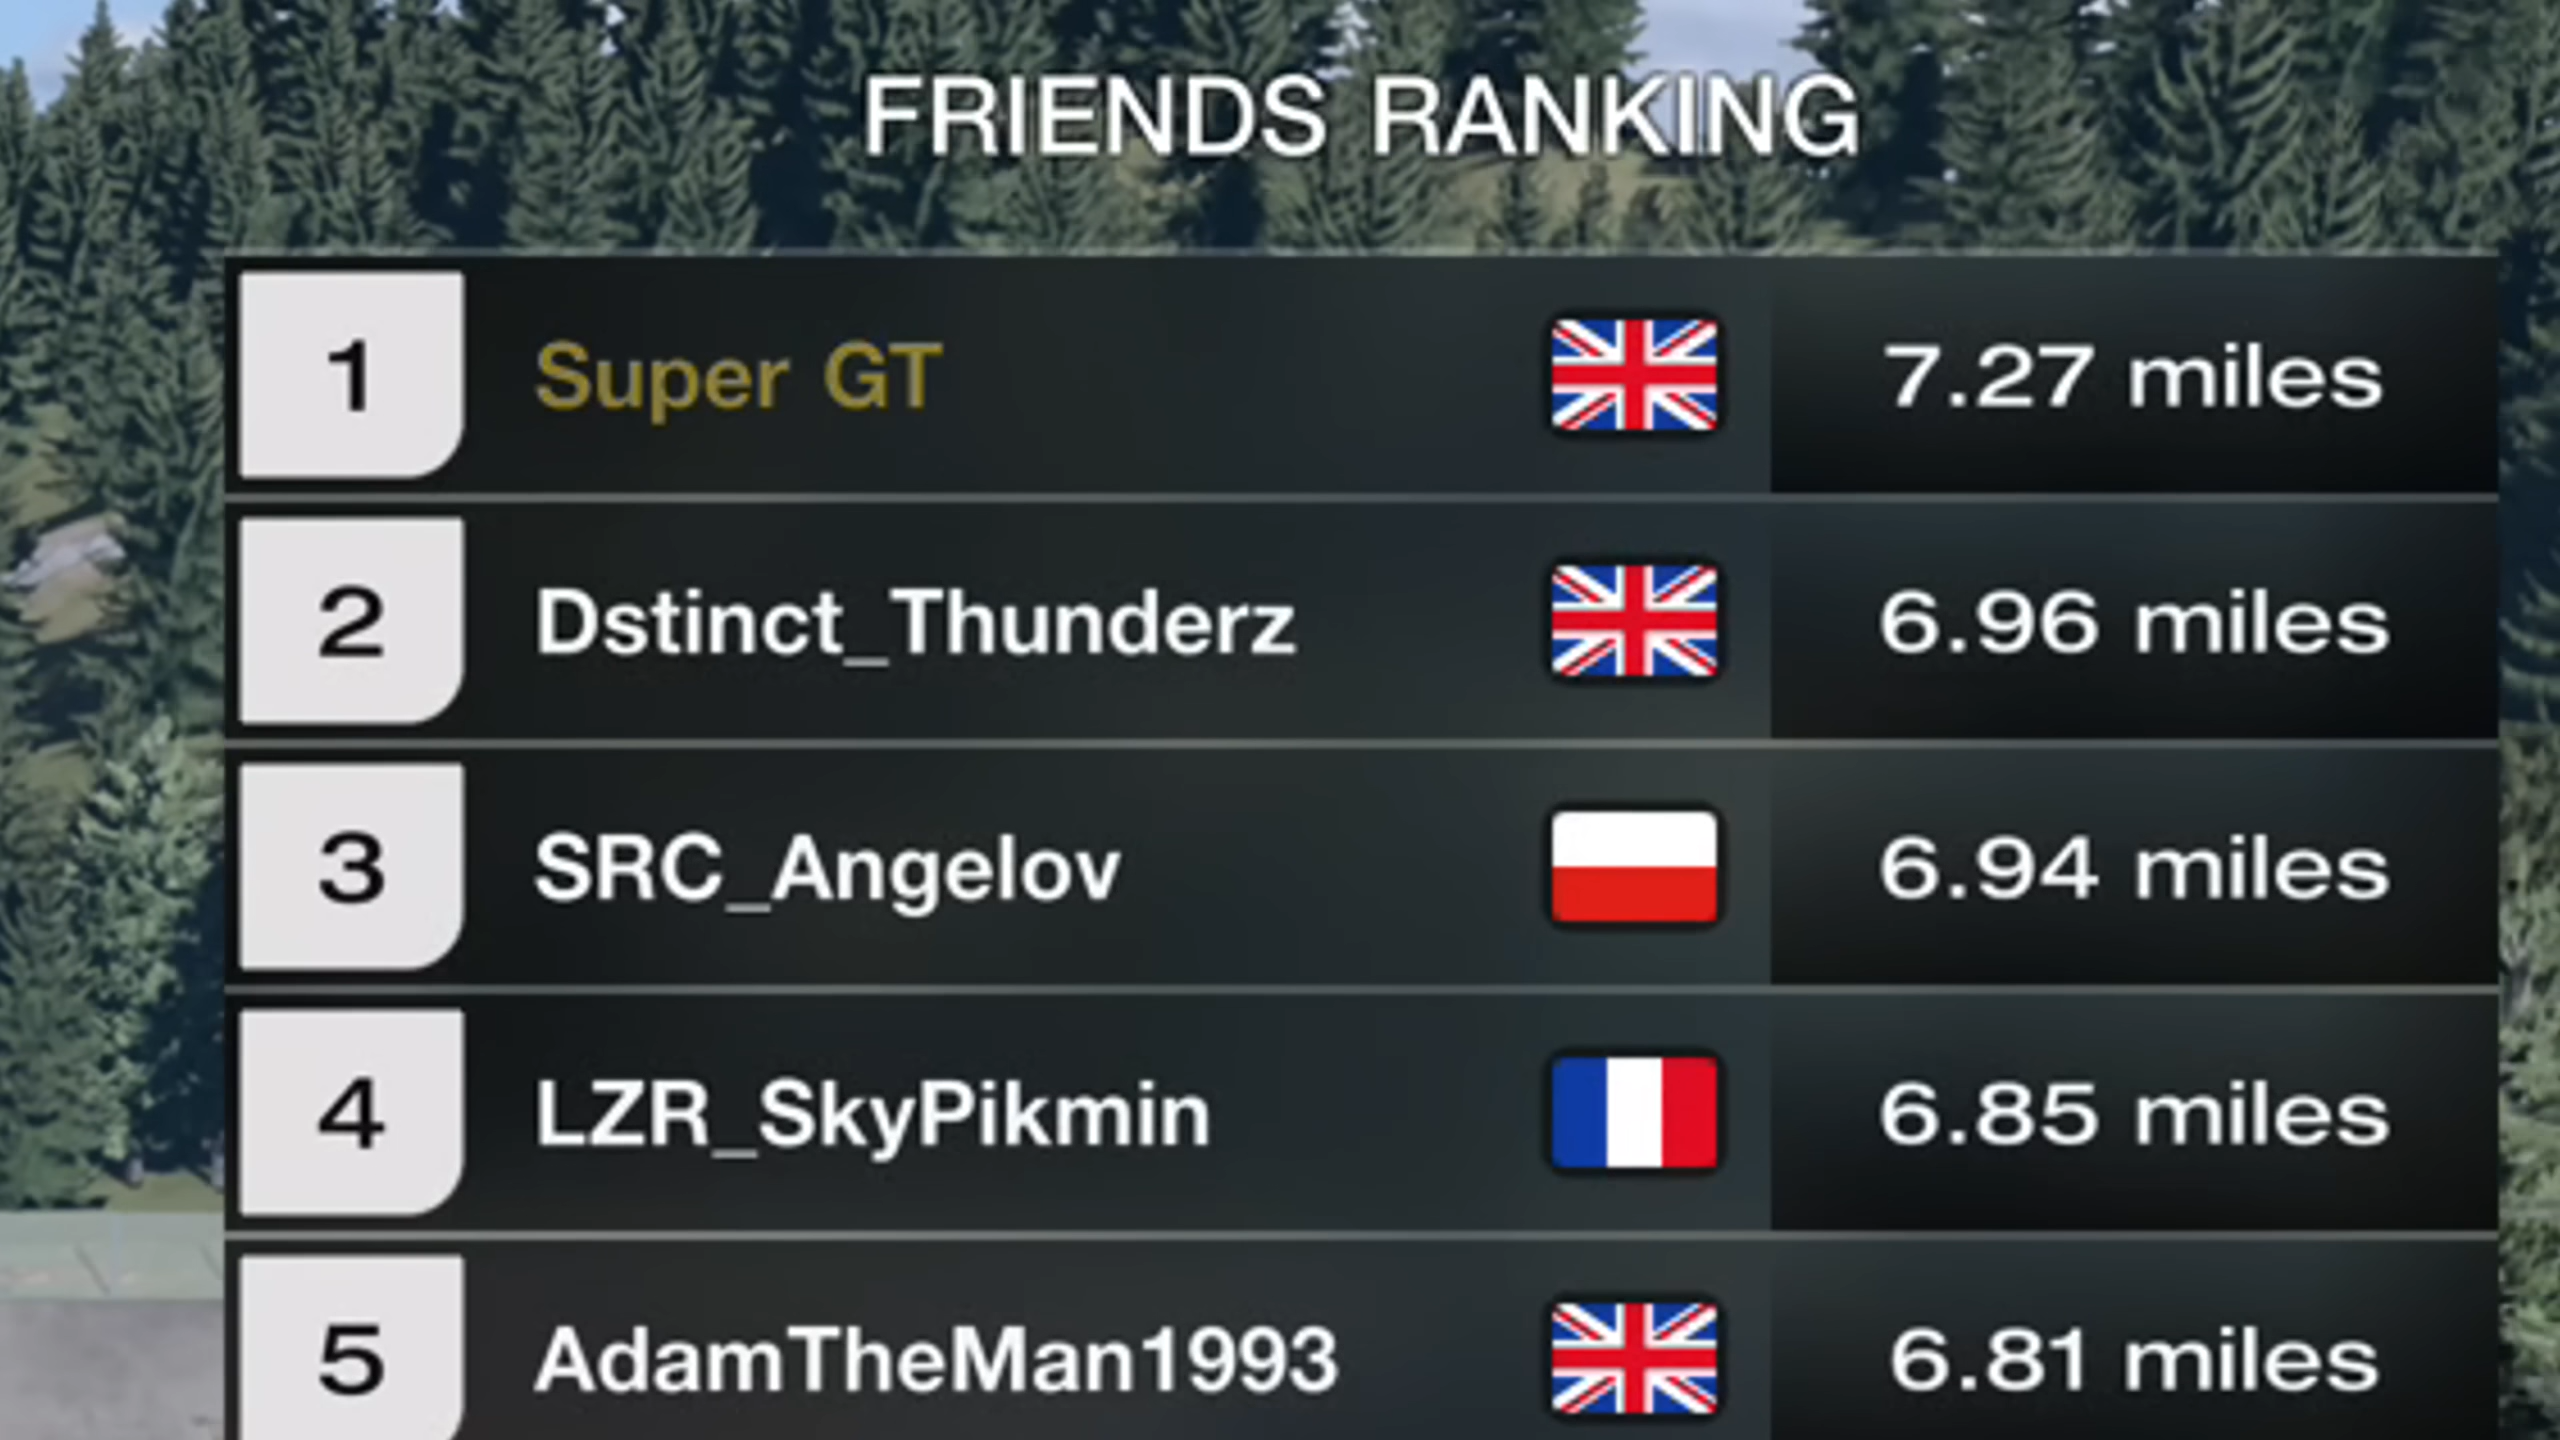 FRIENDS RANKING
1 Super GT 7.27 miles
2 Dstinct_Thunderz 6.96 miles
3 SRC_Angelov 6.94 miles
4 LZR_SkyPikmin 6.85 miles
5 AdamTheMan1993 6.81 miles